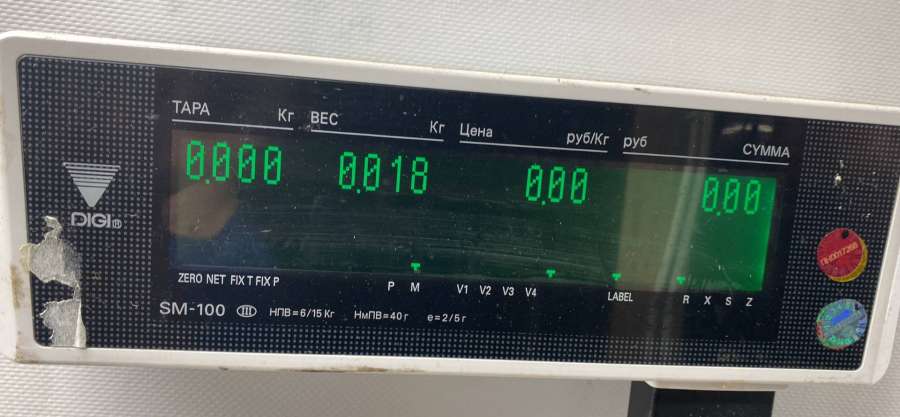 ТАРА Кг ВЕС Кг Цена руб/Кг руб СУММА
0.000 0.018 0.00 0.00
DIGI®
ZERO NET FIX T FIX P P M V1 V2 V3 V4 LABEL R X S Z
SM-100 III НПВ=6/15 Кг НмПВ=40 г e=2/5 г